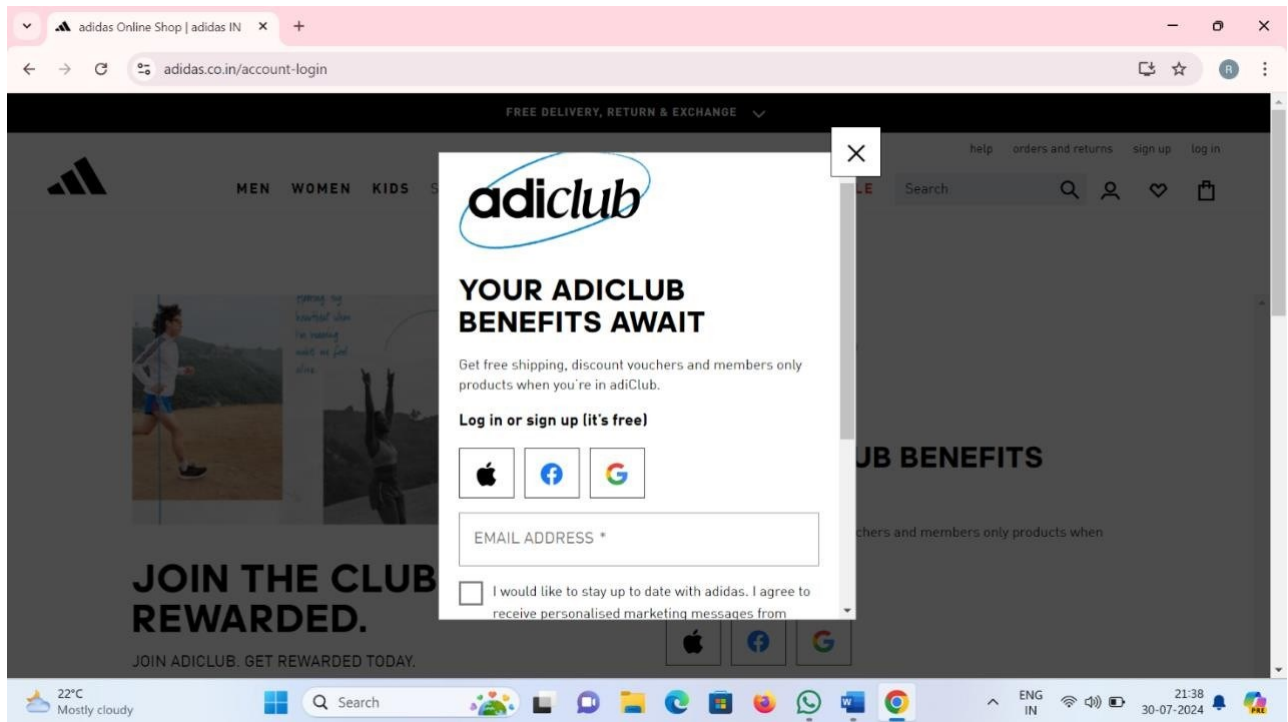 adidas Online Shop | adidas IN
adidas.co.in/account-login
R
FREE DELIVERY, RETURN & EXCHANGE
help orders and returns sign up log in
MEN WOMEN KIDS
LE
Search
adiclub
YOUR ADICLUB
BENEFITS AWAIT
Get free shipping, discount vouchers and members only
products when you're in adiClub.
Log in or sign up (it's free)
EMAIL ADDRESS *
I would like to stay up to date with adidas. I agree to
receive personalised marketing messages from
UB BENEFITS
chers and members only products when
JOIN THE CLUB
REWARDED.
JOIN ADICLUB. GET REWARDED TODAY.
22°C
Mostly cloudy
Search
ENG
IN
21:38
30-07-2024
PRE